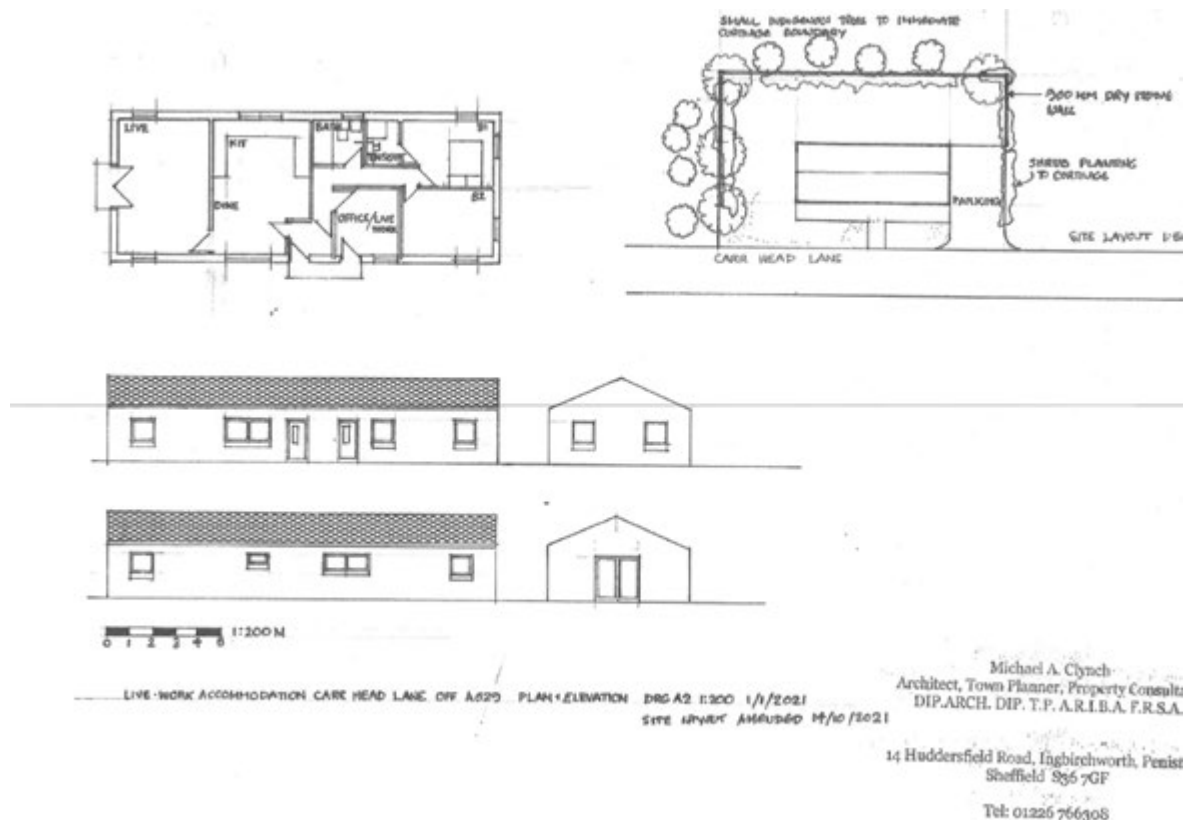 SMALL INDIGENOUS TREES TO IMMEDIATE
CURTILAGE BOUNDARY
900 MM DRY STONE
WALL
SHRUB PLANTING
TO CURTILAGE
PARKING
SITE LAYOUT
CARR HEAD LANE
LIVE
KIT
DINE
BATH
ENSUITE
B1
B2
OFFICE/LIVE
WORK
1:200 M
0 1 2 3 4 5
LIVE-WORK ACCOMMODATION CARR HEAD LANE OFF A629 PLAN+ELEVATION DRG A2 1:200 1/1/2021
SITE LAYOUT AMENDED 14/10/2021
Michael A. Clynch
Architect, Town Planner, Property Consulta
DIP.ARCH. DIP. T.P. A.R.I.B.A. F.R.S.A.
14 Huddersfield Road, Ingbirchworth, Penist
Sheffield S36 7GF
Tel: 01226 766308